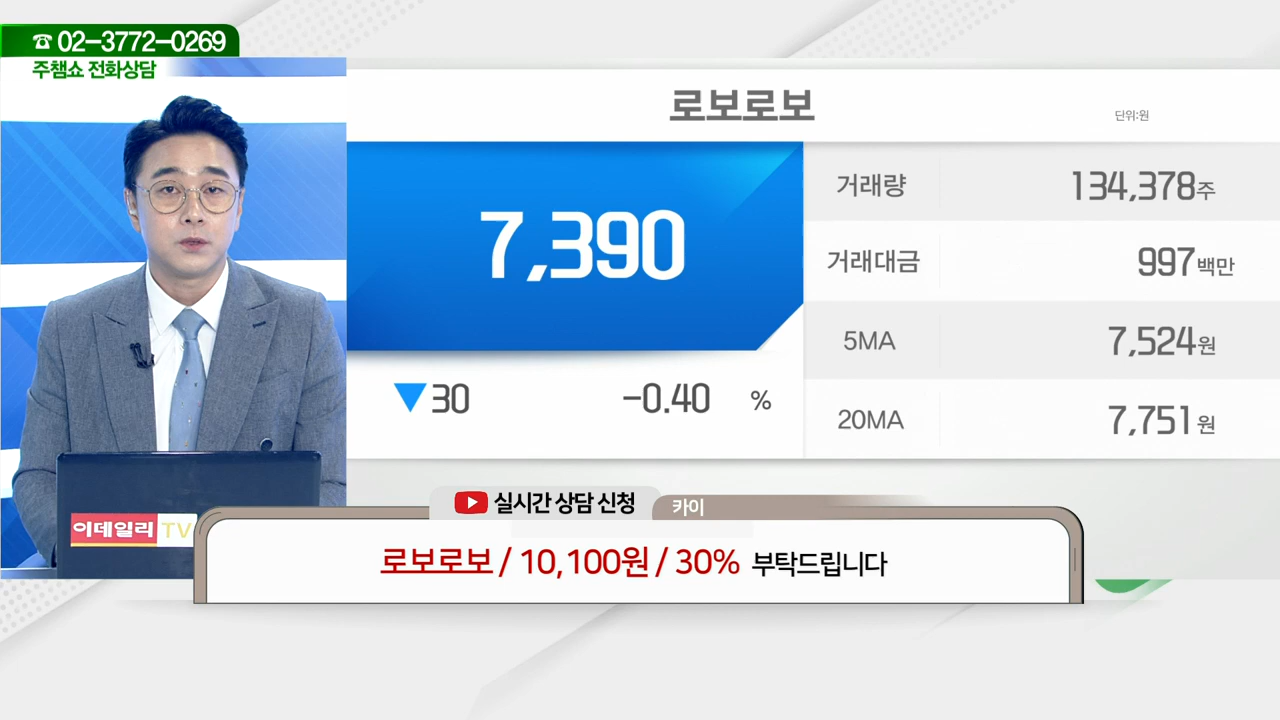 ☎ 02-3772-0269
주챔쇼 전화상담
로보로보
단위:원
7,390
▼30 -0.40 %
거래량 134,378주
거래대금 997백만
5MA 7,524원
20MA 7,751원
실시간 상담 신청 카이
로보로보 / 10,100원 / 30% 부탁드립니다
이데일리 TV